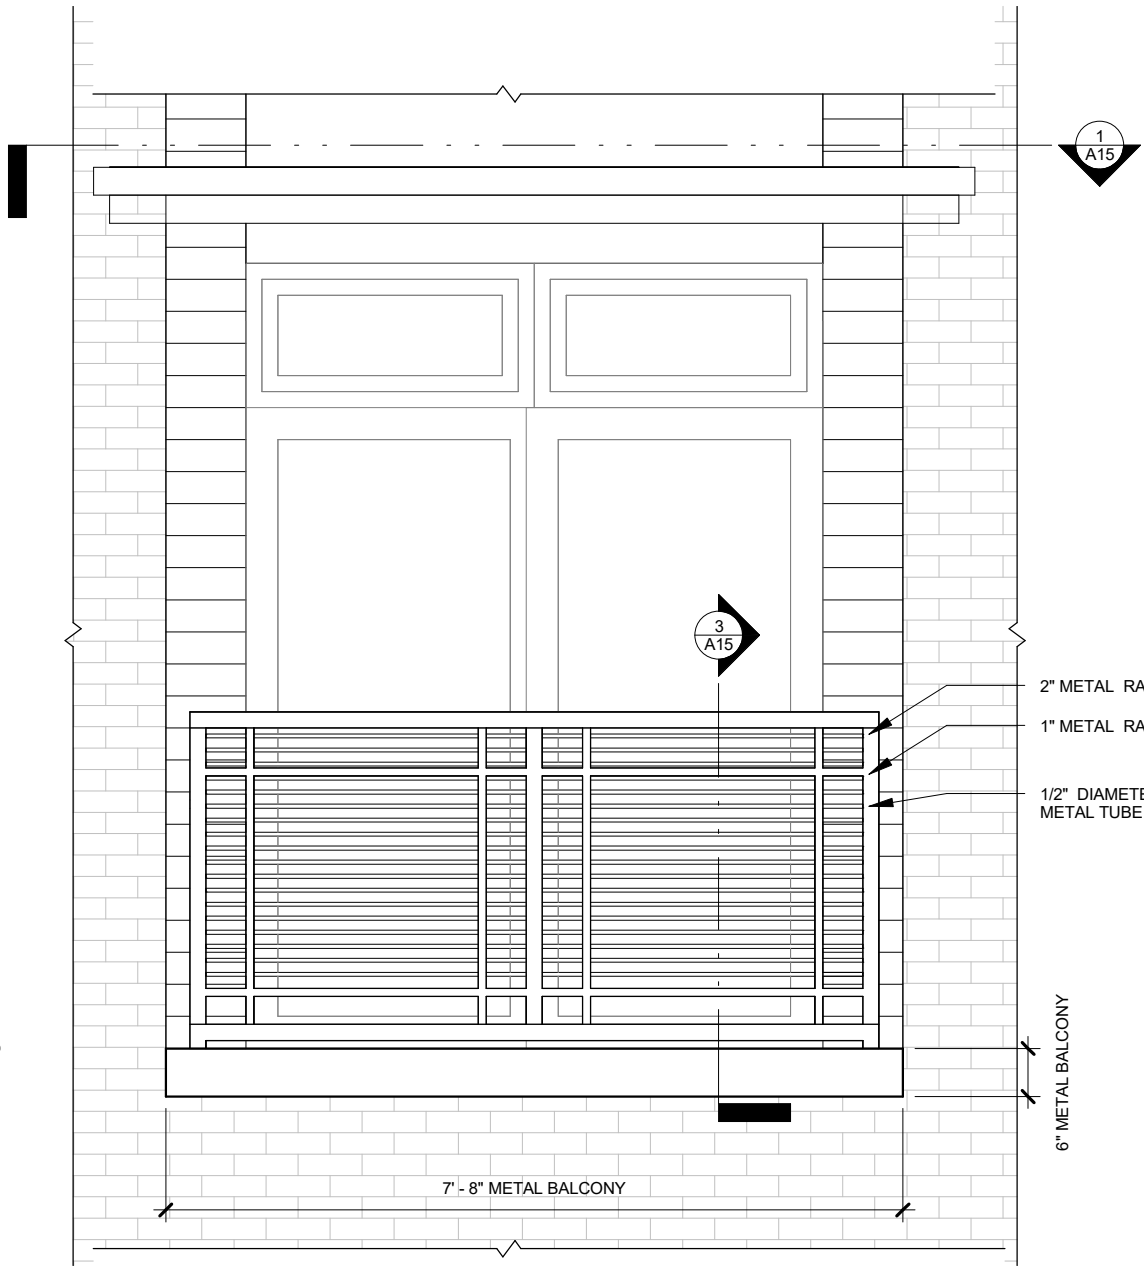 1
A15
3
A15
2" METAL RA
1" METAL RA
1/2" DIAMETE
METAL TUBE
6" METAL BALCONY
7' - 8" METAL BALCONY